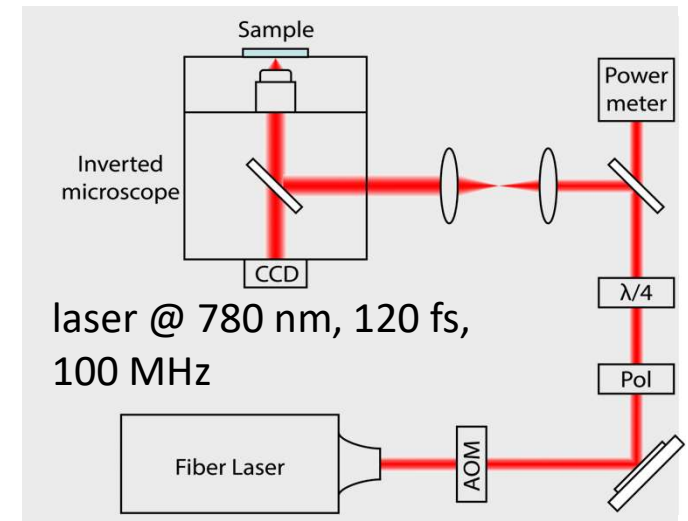 Sample
Power
meter
Inverted
microscope
CCD
λ/4
laser @ 780 nm, 120 fs,
100 MHz
Pol
Fiber Laser
AOM